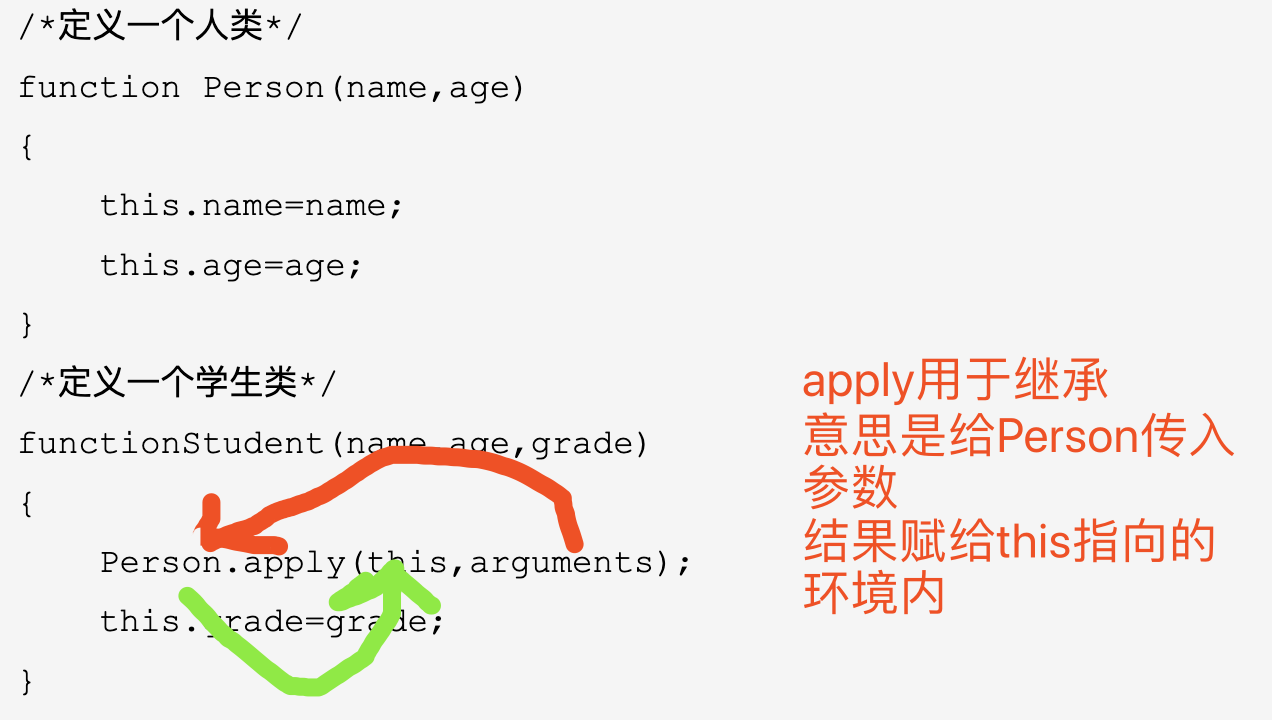 /*定义一个人类*/
function Person(name,age)
{
this.name=name;
this.age=age;
}
/*定义一个学生类*/
functionStudent(name,age,grade)
{
Person.apply(this,arguments);
this.grade=grade;
}
apply用于继承
意思是给Person传入
参数
结果赋给this指向的
环境内